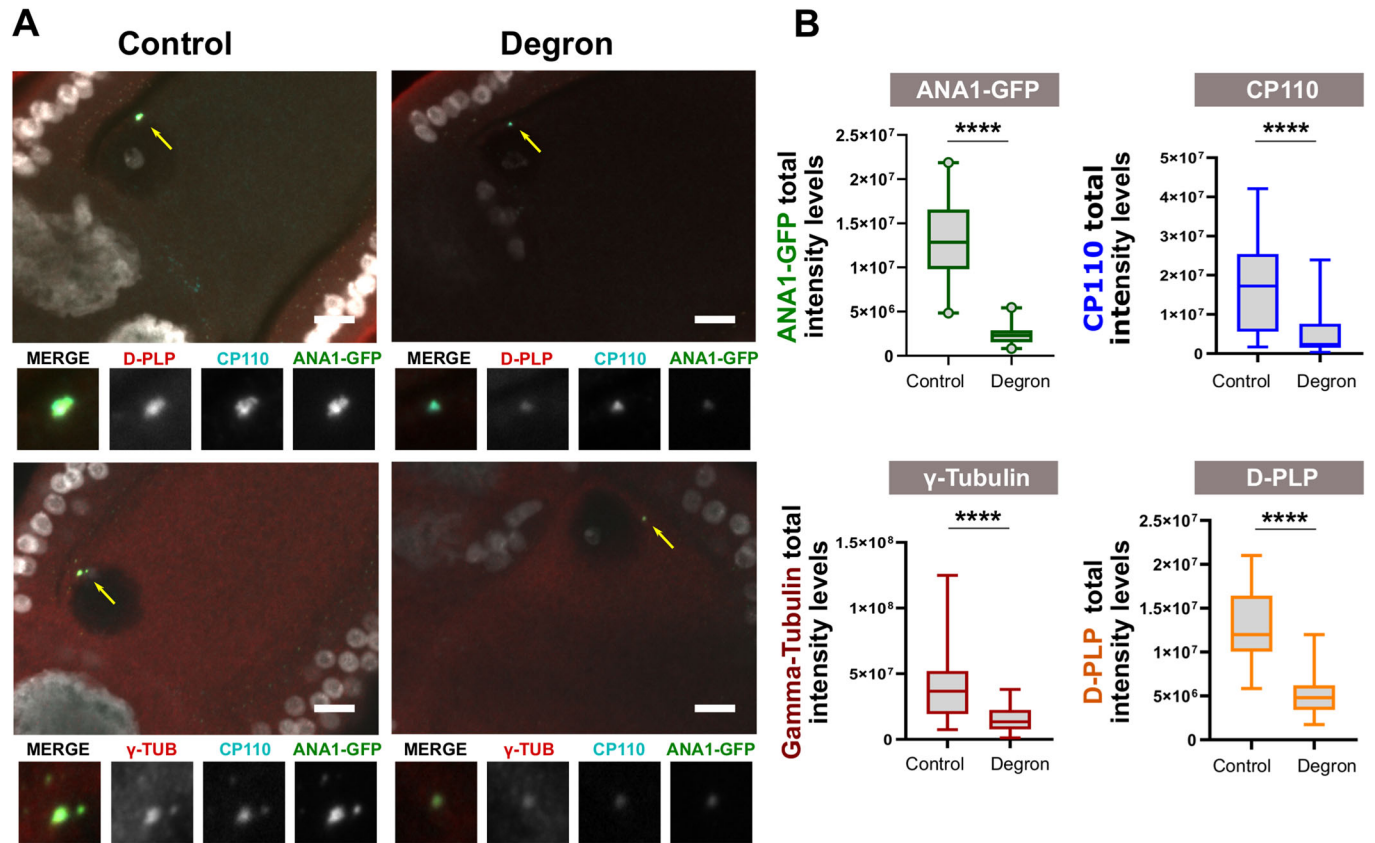 A
Control
Degron
MERGE D-PLP CP110 ANA1-GFP
MERGE D-PLP CP110 ANA1-GFP
MERGE γ-TUB CP110 ANA1-GFP
MERGE γ-TUB CP110 ANA1-GFP
B
ANA1-GFP
****
ANA1-GFP total
intensity levels
2.5×10⁷
2×10⁷
1.5×10⁷
1×10⁷
5×10⁶
0
Control Degron
CP110
****
CP110 total
intensity levels
5×10⁷
4×10⁷
3×10⁷
2×10⁷
1×10⁷
0
Control Degron
γ-Tubulin
****
Gamma-Tubulin total
intensity levels
1.5×10⁸
1×10⁸
5×10⁷
0
Control Degron
D-PLP
****
D-PLP total
intensity levels
2.5×10⁷
2×10⁷
1.5×10⁷
1×10⁷
5×10⁶
0
Control Degron